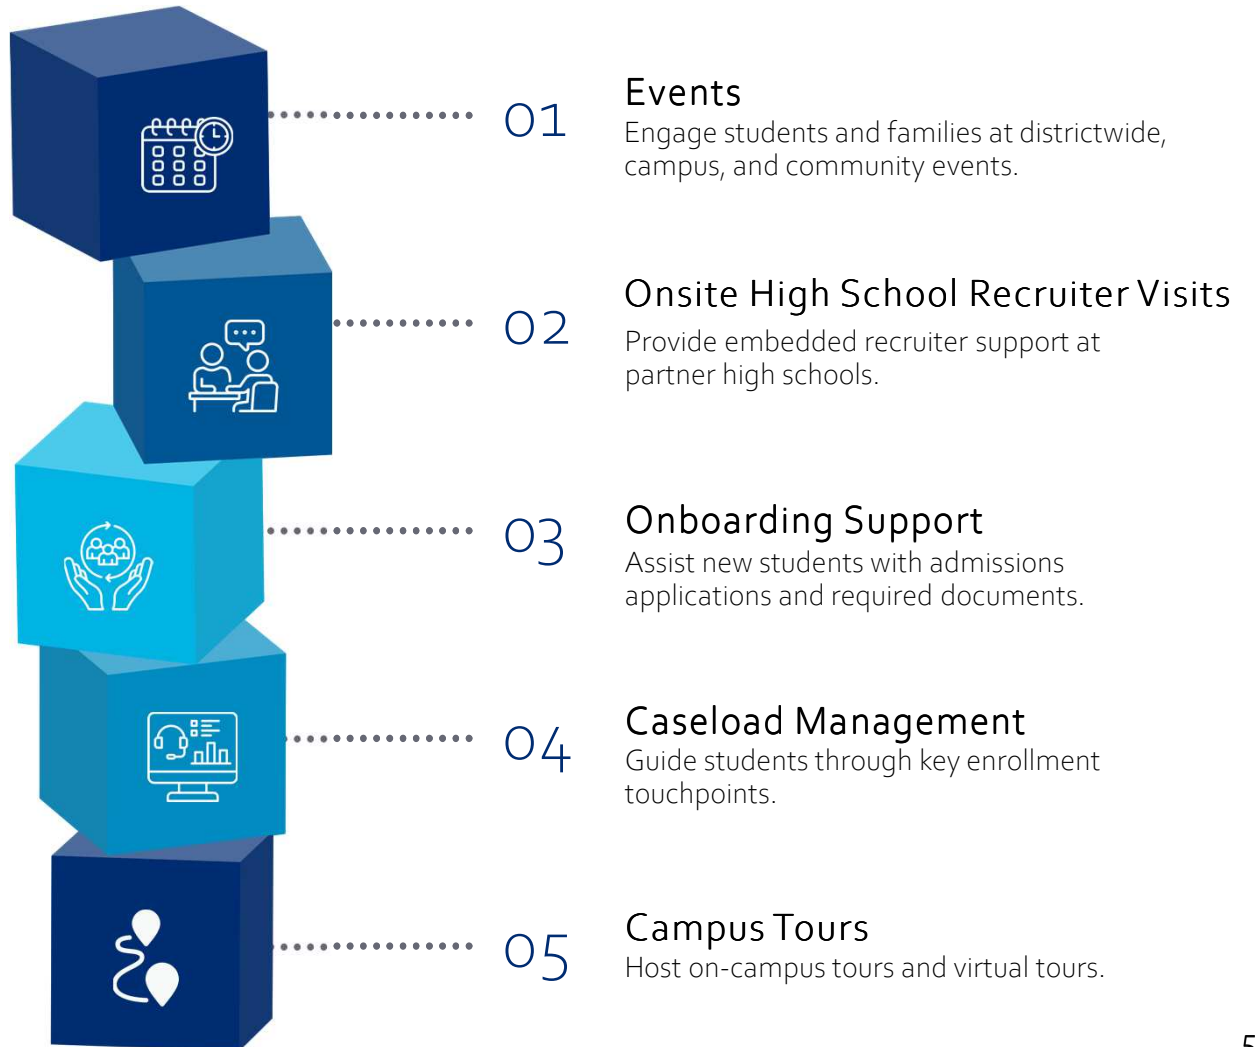 01
Events
Engage students and families at districtwide,
campus, and community events.
02
Onsite High School Recruiter Visits
Provide embedded recruiter support at
partner high schools.
03
Onboarding Support
Assist new students with admissions
applications and required documents.
04
Caseload Management
Guide students through key enrollment
touchpoints.
05
Campus Tours
Host on-campus tours and virtual tours.
5